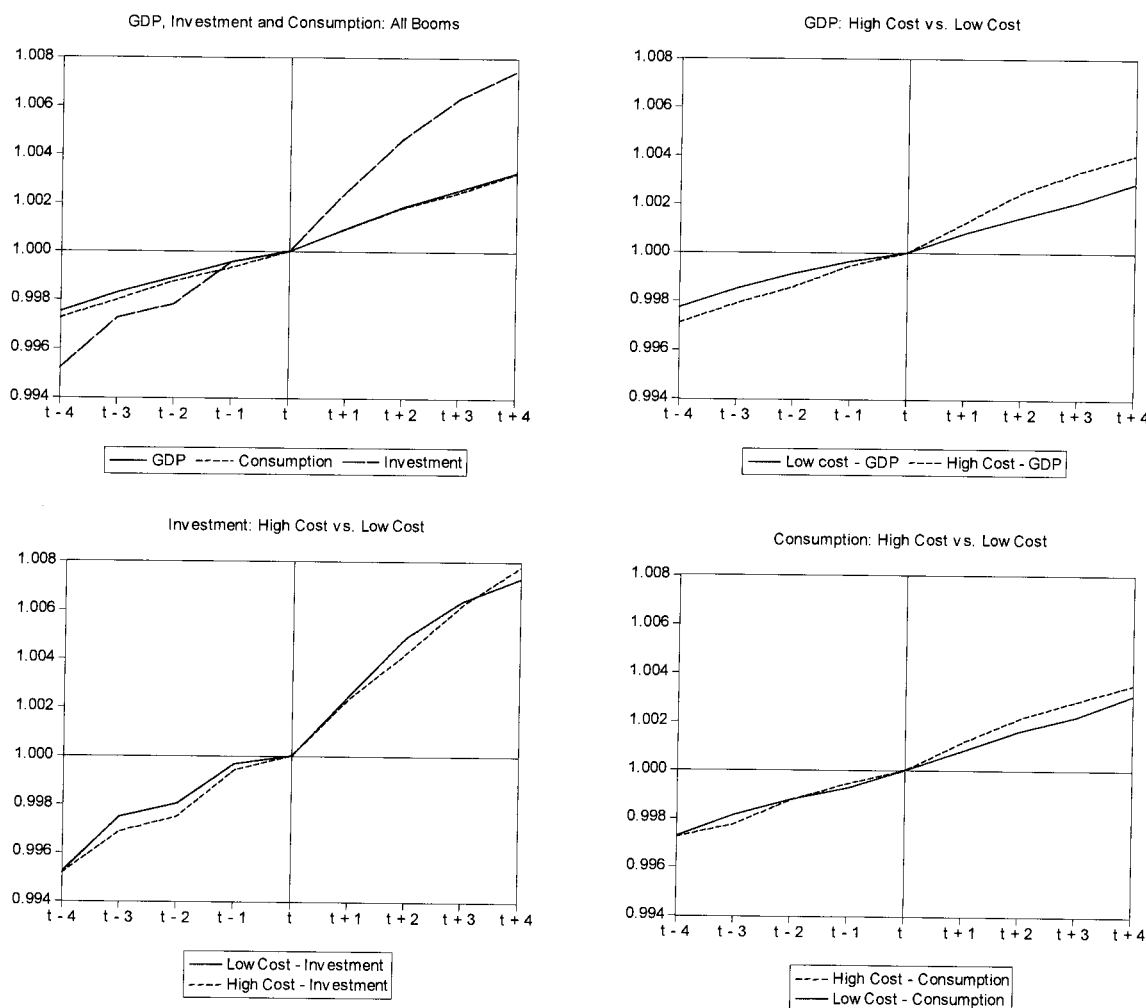 GDP, Investment and Consumption: All Booms
1.008
1.006
1.004
1.002
1.000
0.998
0.996
0.994
t - 4 t - 3 t - 2 t - 1 t t + 1 t + 2 t + 3 t + 4
GDP Consumption Investment
GDP: High Cost vs. Low Cost
1.008
1.006
1.004
1.002
1.000
0.998
0.996
0.994
t - 4 t - 3 t - 2 t - 1 t t + 1 t + 2 t + 3 t + 4
Low cost - GDP High Cost - GDP
Investment: High Cost vs. Low Cost
1.008
1.006
1.004
1.002
1.000
0.998
0.996
0.994
t - 4 t - 3 t - 2 t - 1 t t + 1 t + 2 t + 3 t + 4
Low Cost - Investment
High Cost - Investment
Consumption: High Cost vs. Low Cost
1.008
1.006
1.004
1.002
1.000
0.998
0.996
0.994
t - 4 t - 3 t - 2 t - 1 t t + 1 t + 2 t + 3 t + 4
High Cost - Consumption
Low Cost - Consumption